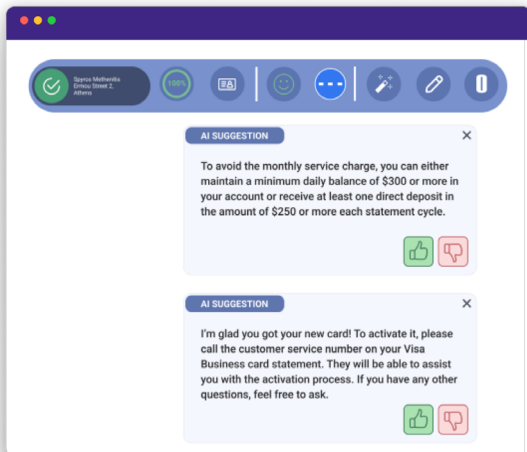 Spyros Mathenitis
Ermou Street 2,
Athens
100%
AI SUGGESTION
To avoid the monthly service charge, you can either
maintain a minimum daily balance of $300 or more in
your account or receive at least one direct deposit in
the amount of $250 or more each statement cycle.
AI SUGGESTION
I'm glad you got your new card! To activate it, please
call the customer service number on your Visa
Business card statement. They will be able to assist
you with the activation process. If you have any other
questions, feel free to ask.